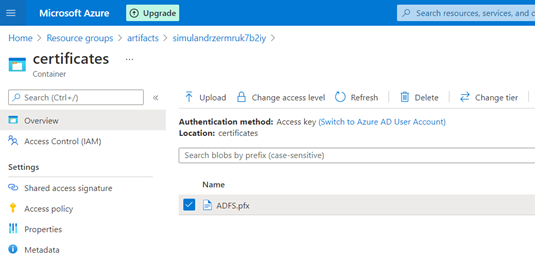 Microsoft Azure
Upgrade
Search resources, services, and d
Home > Resource groups > artifacts > simulandrzermruk7b2iy >
certificates ...
Container
Search (Ctrl+/)
«
Overview
Access Control (IAM)
Settings
Shared access signature
Access policy
Properties
Metadata
Upload Change access level Refresh Delete Change tier
Authentication method: Access key (Switch to Azure AD User Account)
Location: certificates
Search blobs by prefix (case-sensitive)
Name
ADFS.pfx